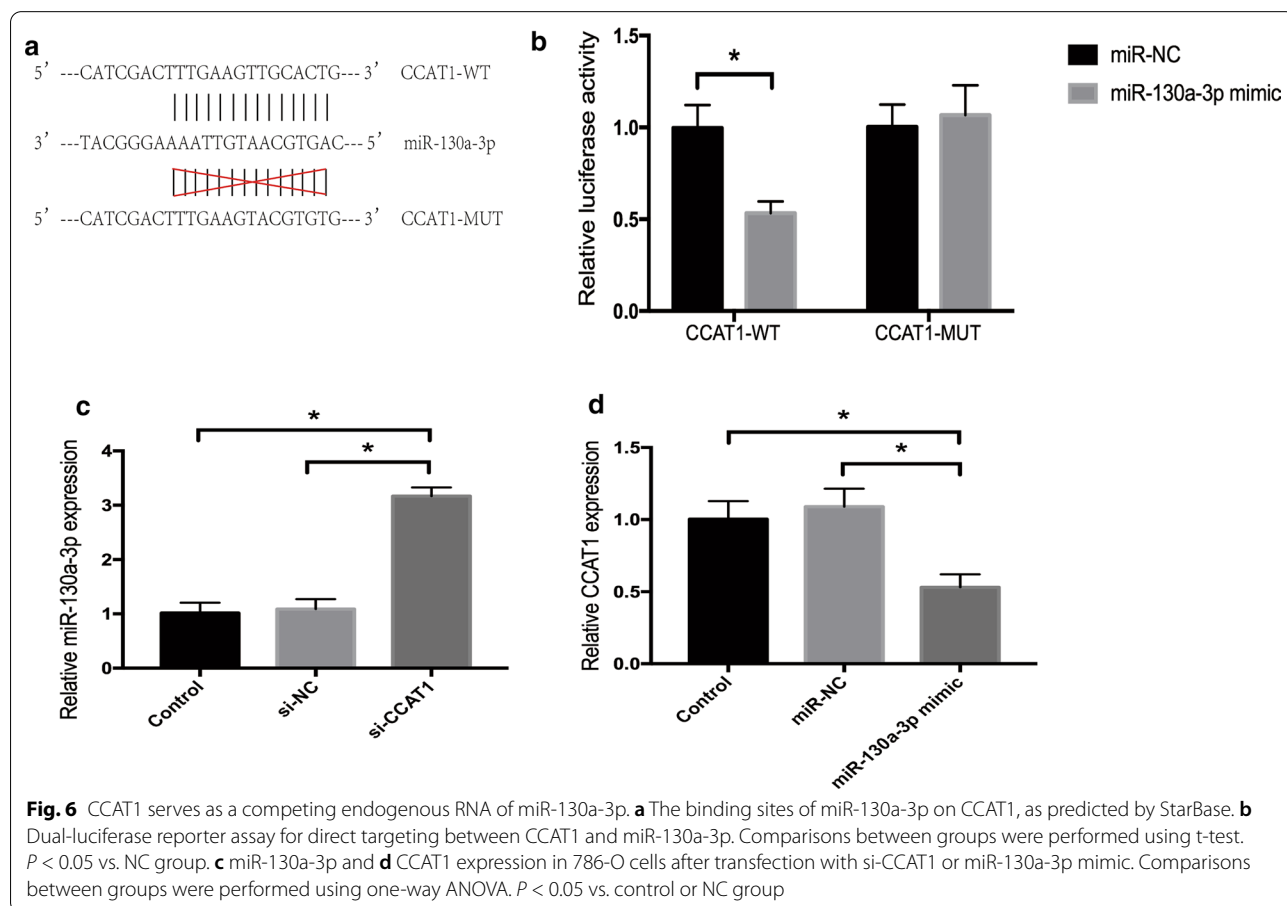 a
5’ ---CATCGACTTTGAAGTTGCACTG--- 3’ CCAT1-WT
3’ ---TACGGGAAAATTGTAACGTGAC--- 5’ miR-130a-3p
5’ ---CATCGACTTTGAAGTACGTGTG--- 3’ CCAT1-MUT
b
Relative luciferase activity
1.5
1.0
0.5
0.0
*
CCAT1-WT
CCAT1-MUT
miR-NC
miR-130a-3p mimic
c
Relative miR-130a-3p expression
4
3
2
1
0
*
*
Control
si-NC
si-CCAT1
d
Relative CCAT1 expression
1.5
1.0
0.5
0.0
*
*
Control
miR-NC
miR-130a-3p mimic
Fig. 6 CCAT1 serves as a competing endogenous RNA of miR-130a-3p. a The binding sites of miR-130a-3p on CCAT1, as predicted by StarBase. b
Dual-luciferase reporter assay for direct targeting between CCAT1 and miR-130a-3p. Comparisons between groups were performed using t-test.
P < 0.05 vs. NC group. c miR-130a-3p and d CCAT1 expression in 786-O cells after transfection with si-CCAT1 or miR-130a-3p mimic. Comparisons
between groups were performed using one-way ANOVA. P < 0.05 vs. control or NC group